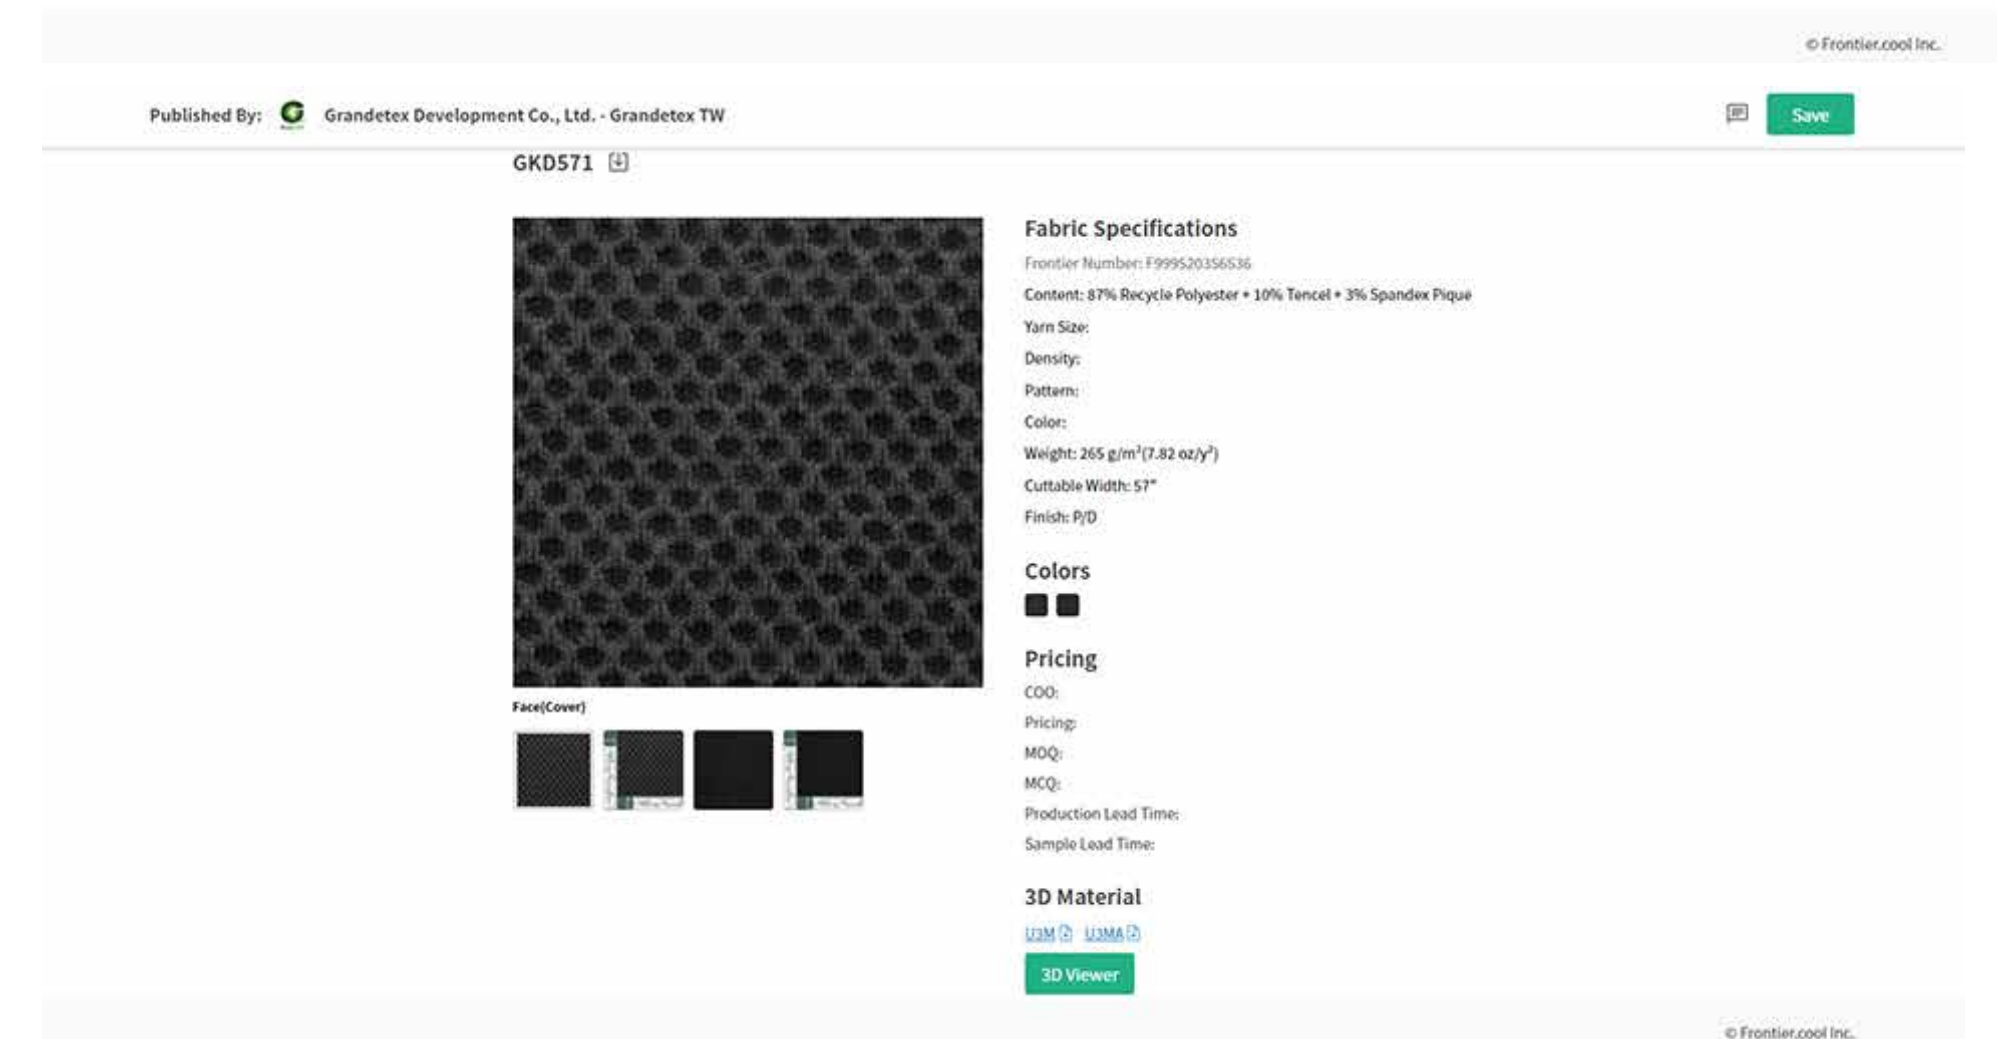 © Frontier.cool Inc.
Published By: Grandetex Development Co., Ltd. - Grandetex TW
Save
GKD571
Fabric Specifications
Frontier Number: F999520356536
Content: 87% Recycle Polyester + 10% Tencel + 3% Spandex Pique
Yarn Size:
Density:
Pattern:
Color:
Weight: 265 g/m²(7.82 oz/y²)
Cuttable Width: 57"
Finish: P/D
Colors
Pricing
COO:
Pricing:
MOQ:
MCQ:
Production Lead Time:
Sample Lead Time:
Face(Cover)
3D Material
U3M U3MA
3D Viewer
© Frontier.cool Inc.